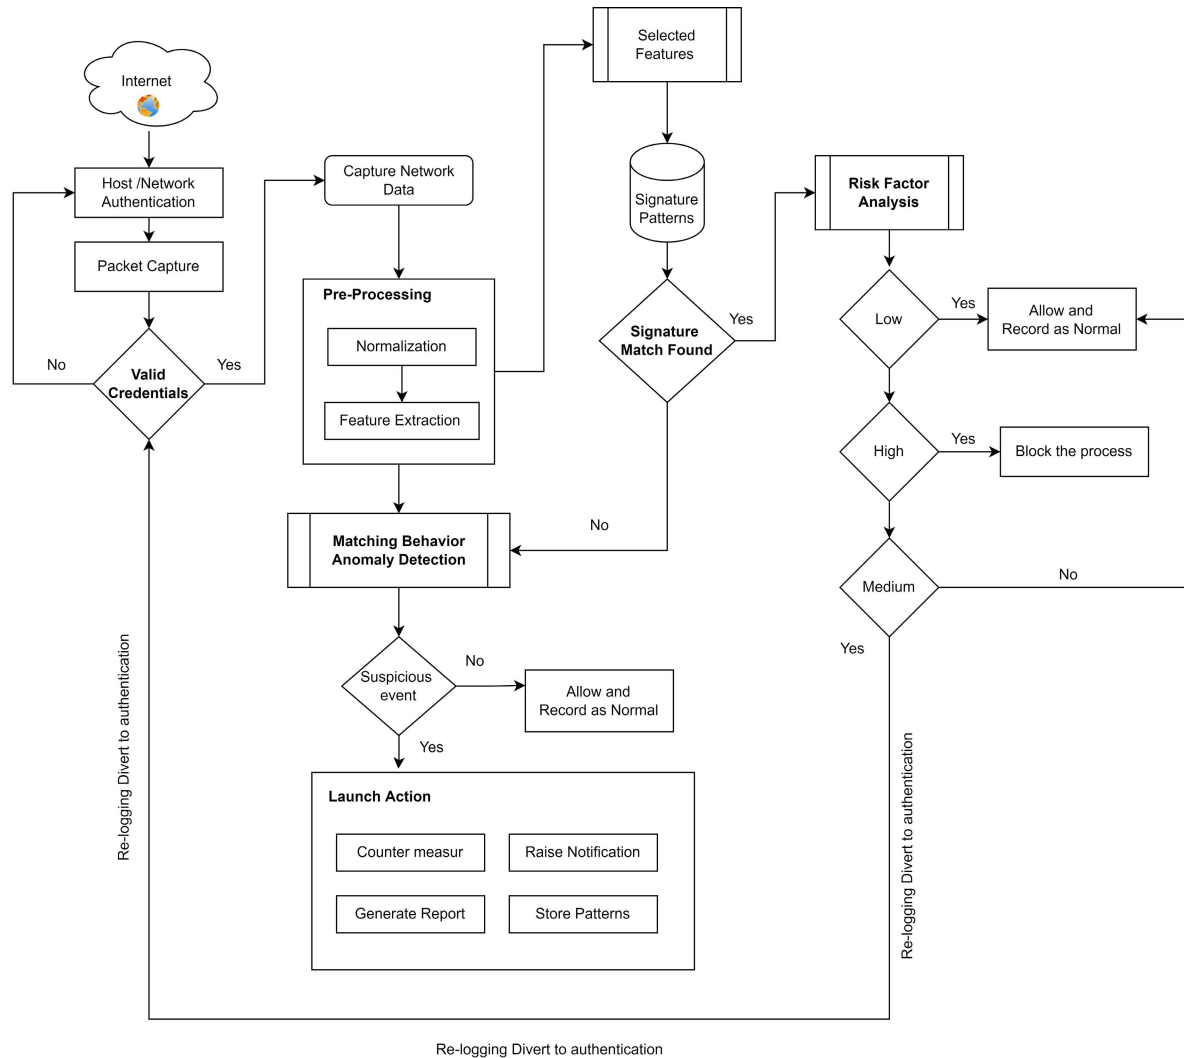 Internet
Host /Network
Authentication
Packet Capture
Valid
Credentials
No
Yes
Capture Network
Data
Pre-Processing
Normalization
Feature Extraction
Selected
Features
Signature
Patterns
Signature
Match Found
Yes
No
Risk Factor
Analysis
Low
Yes
Allow and
Record as Normal
High
Yes
Block the process
Medium
No
Yes
Matching Behavior
Anomaly Detection
Suspicious
event
No
Allow and
Record as Normal
Yes
Launch Action
Counter measur
Raise Notification
Generate Report
Store Patterns
Re-logging Divert to authentication
Re-logging Divert to authentication
Re-logging Divert to authentication